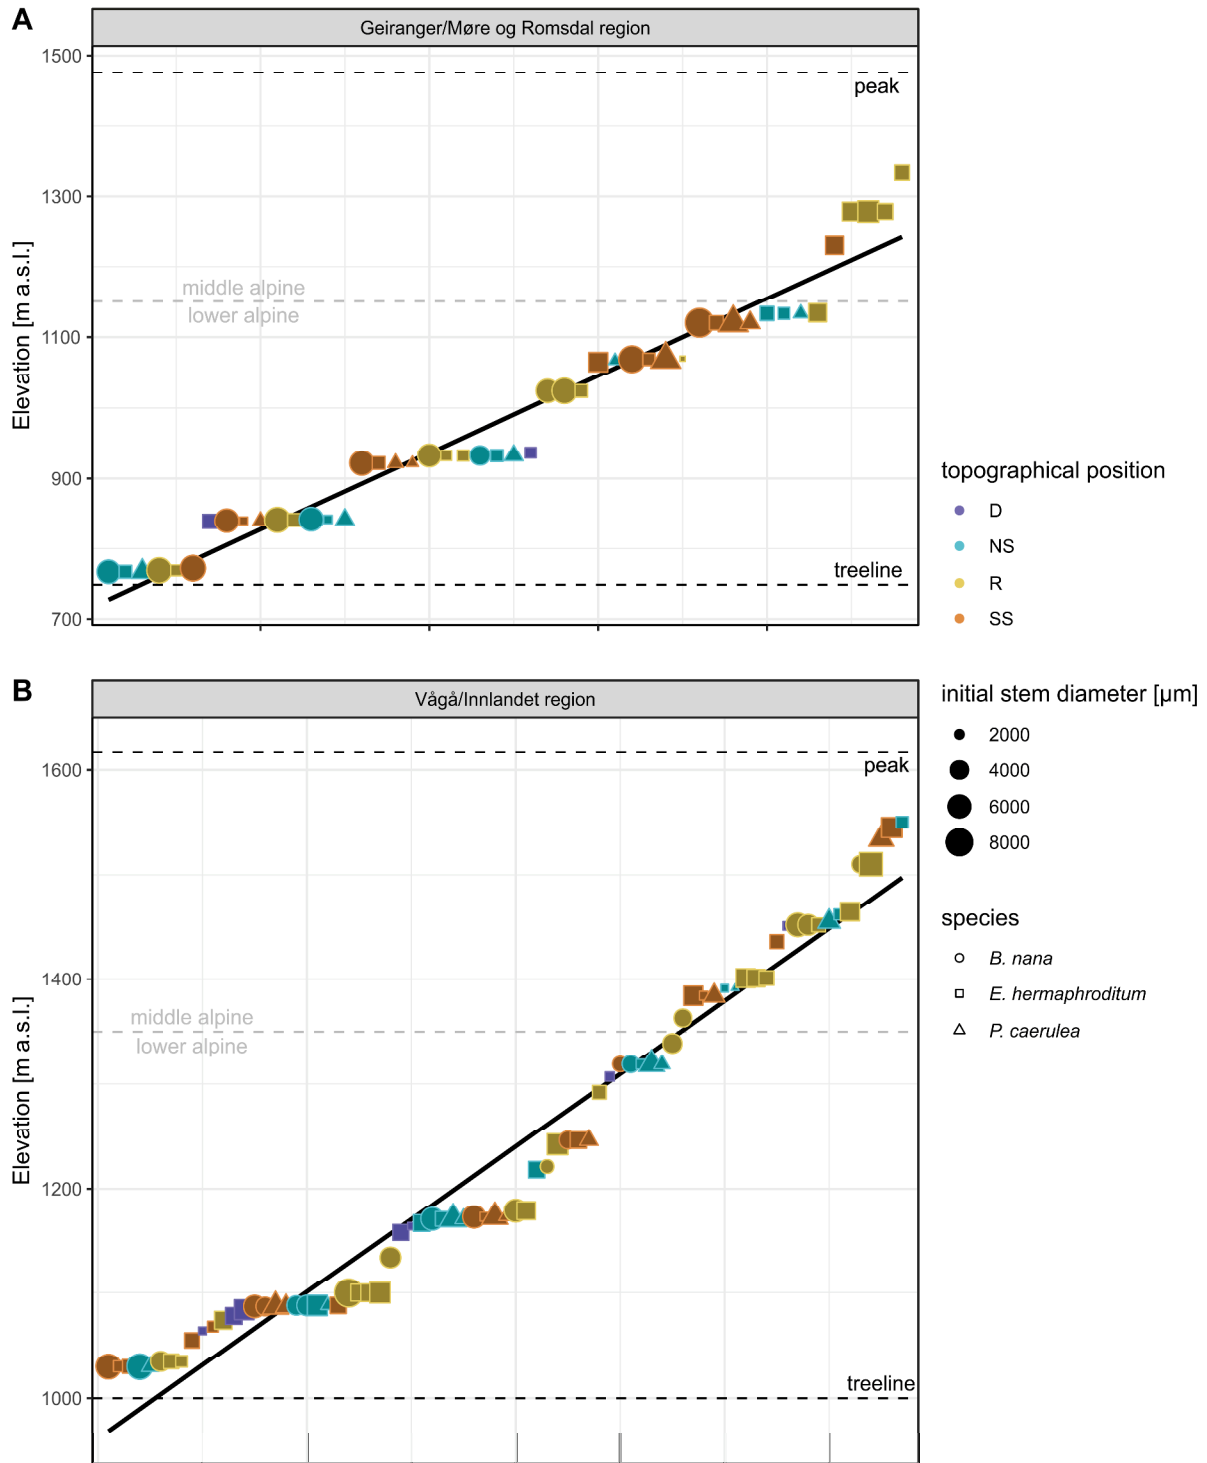 A
Geiranger/Møre og Romsdal region
1500
peak
1300
middle alpine
lower alpine
1100
900
treeline
700
Elevation [m a.s.l.]
topographical position
D
NS
R
SS
B
Vågå/Innlandet region
1600
peak
1400
middle alpine
lower alpine
1200
treeline
1000
Elevation [m a.s.l.]
initial stem diameter [µm]
2000
4000
6000
8000
species
B. nana
E. hermaphroditum
P. caerulea